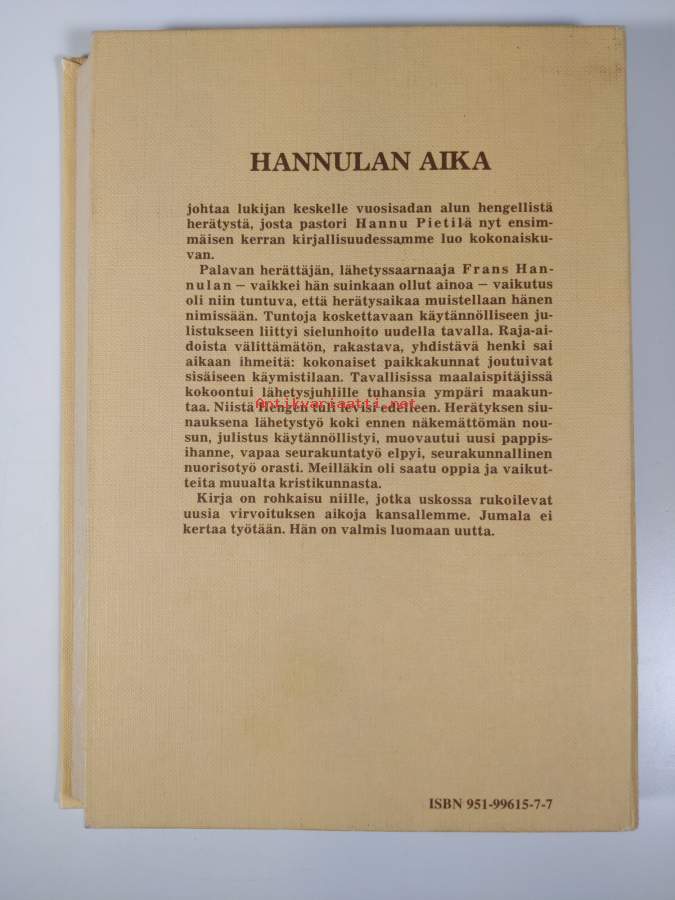 HANNULAN AIKA
johtaa lukijan keskelle vuosisadan alun hengellistä
herätystä, josta pastori Hannu Pietilä nyt ensim-
mäisen kerran kirjallisuudessamme luo kokonaisku-
van.
Palavan herättäjän, lähetyssaarnaaja Frans Han-
nulan – vaikkei hän suinkaan ollut ainoa – vaikutus
oli niin tuntuva, että herätysaikaa muistellaan hänen
nimissään. Tuntoja koskettavaan käytännölliseen ju-
listukseen liittyi sielunhoito uudella tavalla. Raja-ai-
doista välittämätön, rakastava, yhdistävä henki sai
aikaan ihmeitä: kokonaiset paikkakunnat joutuivat
sisäiseen käymistilaan. Tavallisissa maalaispitäjissä
kokoontui lähetysjuhlille tuhansia ympäri maakun-
taa. Niistä Hengen tuli levisi edelleen. Herätyksen siu-
Antikvariaatti.net
nauksena lähetystyö koki ennen näkemättömän nou-
sun, julistus käytännöllistyi, muovautui uusi pappis-
ihanne, vapaa seurakuntatyö elpyi, seurakunnallinen
nuorisotyö orasti. Meilläkin oli saatu oppia ja vaikut-
teita muualta kristikunnasta.
Kirja on rohkaisu niille, jotka uskossa rukoilevat
uusia virvoituksen aikoja kansallemme. Jumala ei
kertaa työtään. Hän on valmis luomaan uutta.
ISBN 951-99615-7-7